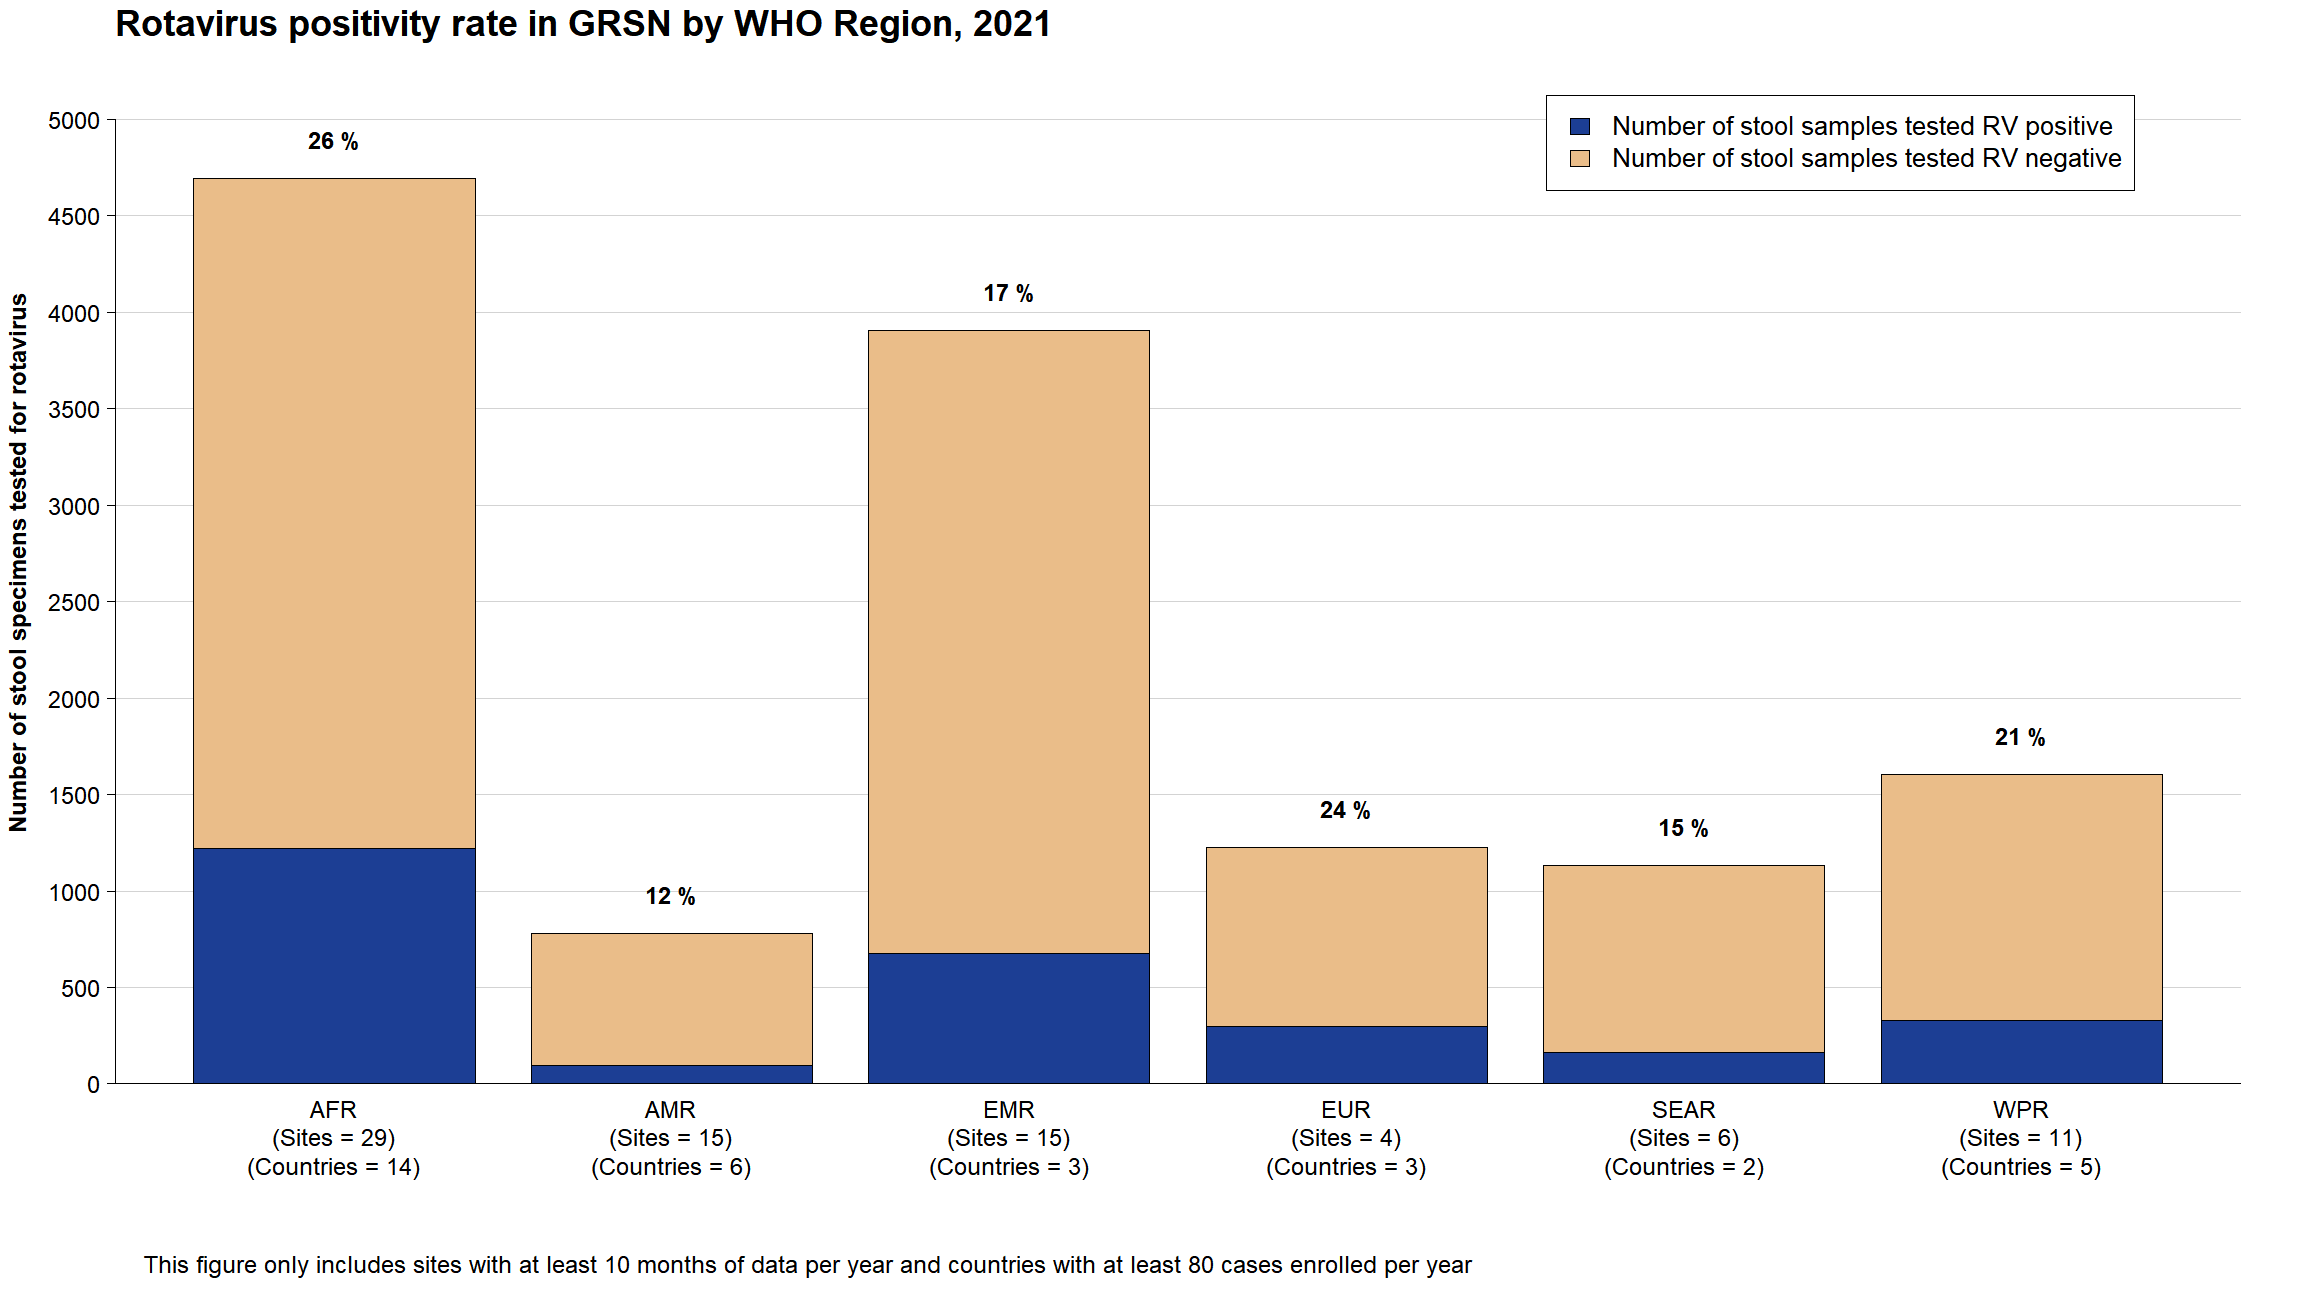 Rotavirus positivity rate in GRSN by WHO Region, 2021
Number of stool samples tested RV positive
Number of stool samples tested RV negative
Number of stool specimens tested for rotavirus
5000
4500
4000
3500
3000
2500
2000
1500
1000
500
0
26 %
12 %
17 %
24 %
15 %
21 %
AFR
(Sites = 29)
(Countries = 14)
AMR
(Sites = 15)
(Countries = 6)
EMR
(Sites = 15)
(Countries = 3)
EUR
(Sites = 4)
(Countries = 3)
SEAR
(Sites = 6)
(Countries = 2)
WPR
(Sites = 11)
(Countries = 5)
This figure only includes sites with at least 10 months of data per year and countries with at least 80 cases enrolled per year